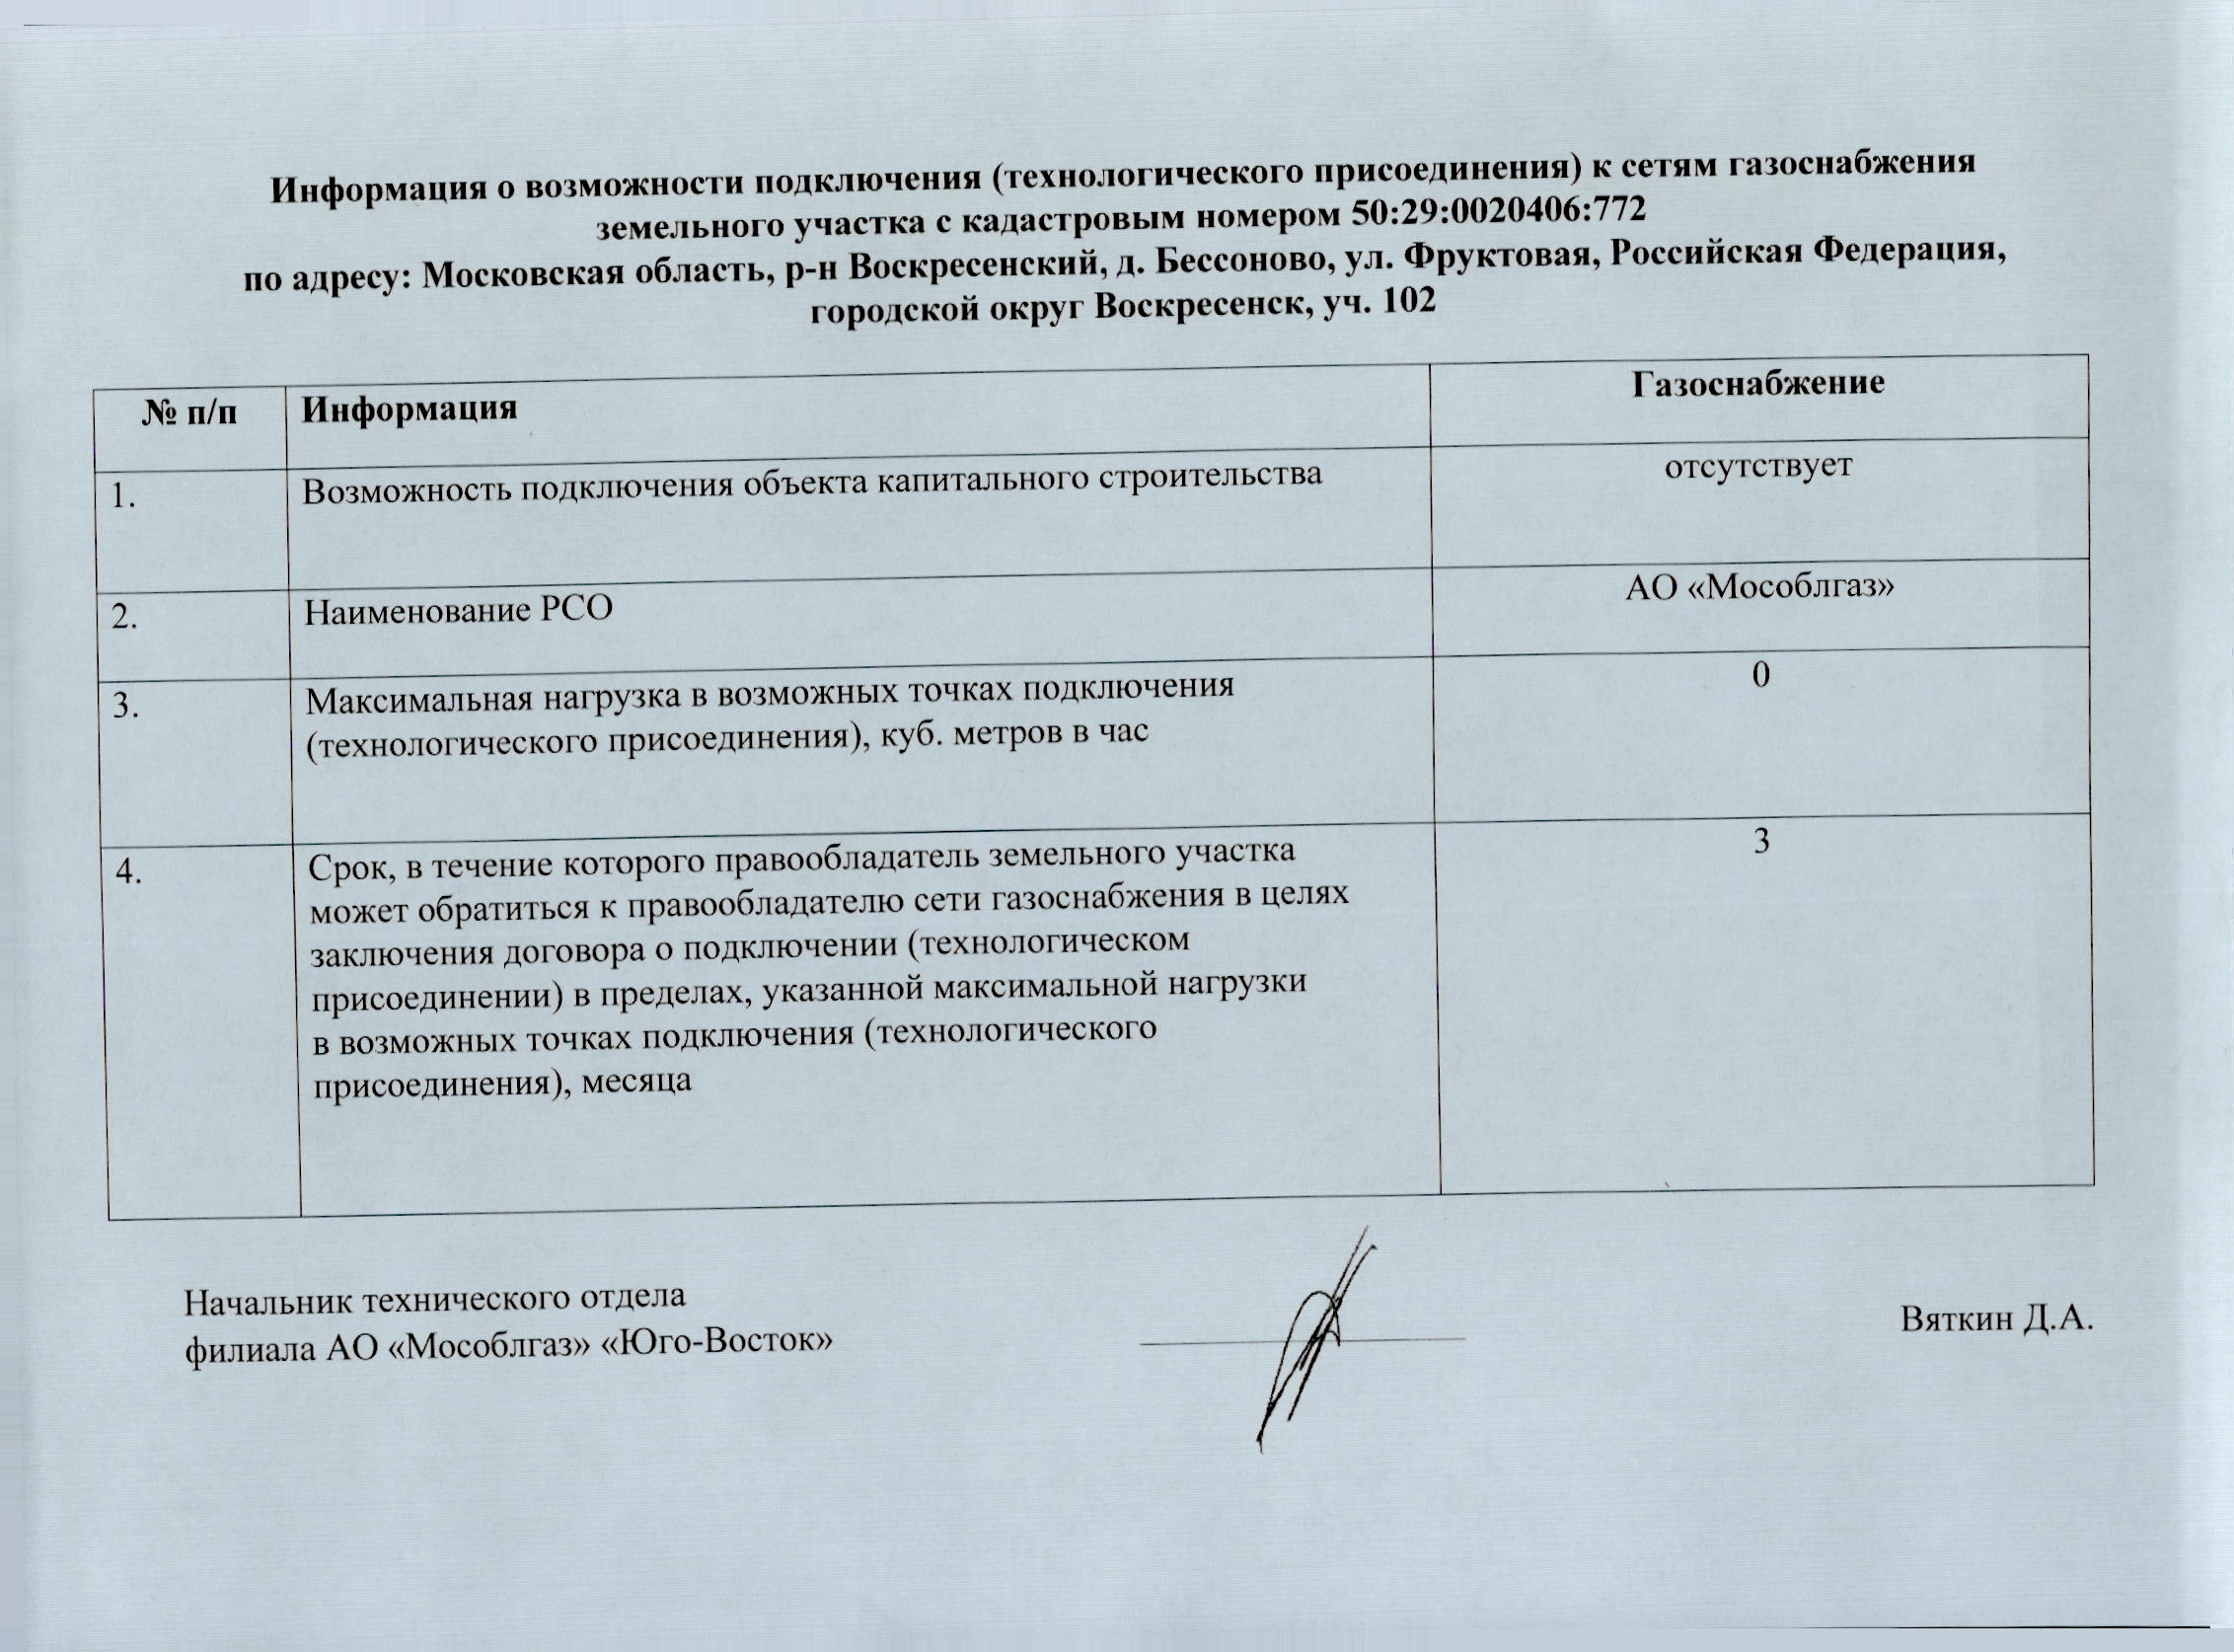 Информация о возможности подключения (технологического присоединения) к сетям газоснабжения
земельного участка с кадастровым номером 50:29:0020406:772
по адресу: Московская область, р-н Воскресенский, д. Бессоново, ул. Фруктовая, Российская Федерация,
городской округ Воскресенск, уч. 102
№ п/п Информация Газоснабжение
1. Возможность подключения объекта капитального строительства отсутствует
2. Наименование РСО АО «Мособлгаз»
3. Максимальная нагрузка в возможных точках подключения 0
(технологического присоединения), куб. метров в час
4. Срок, в течение которого правообладатель земельного участка 3
может обратиться к правообладателю сети газоснабжения в целях
заключения договора о подключении (технологическом
присоединении) в пределах, указанной максимальной нагрузки
в возможных точках подключения (технологического
присоединения), месяца
Начальник технического отдела
филиала АО «Мособлгаз» «Юго-Восток» Вяткин Д.А.